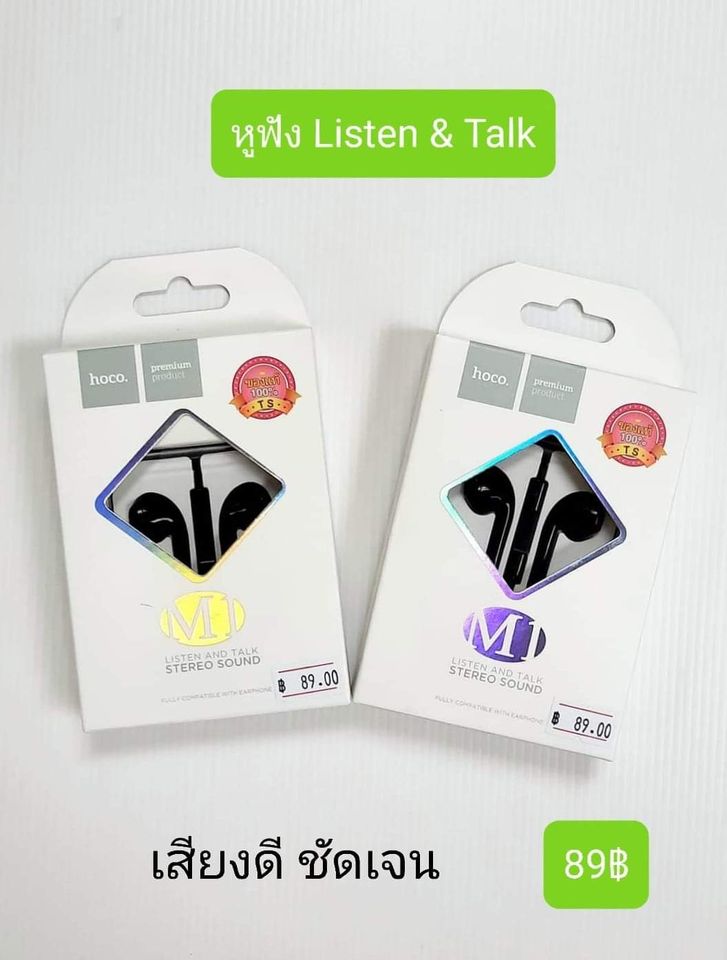 หูฟัง Listen & Talk
hoco.
premium
product
ของแท้
100%
TS
M1
LISTEN AND TALK
STEREO SOUND
FULLY COMPATIBLE WITH EARPHONE
฿ 89.00
hoco.
premium
product
ของแท้
100%
TS
M1
LISTEN AND TALK
STEREO SOUND
FULLY COMPATIBLE WITH EARPHONE
฿ 89.00
เสียงดี ชัดเจน
89฿